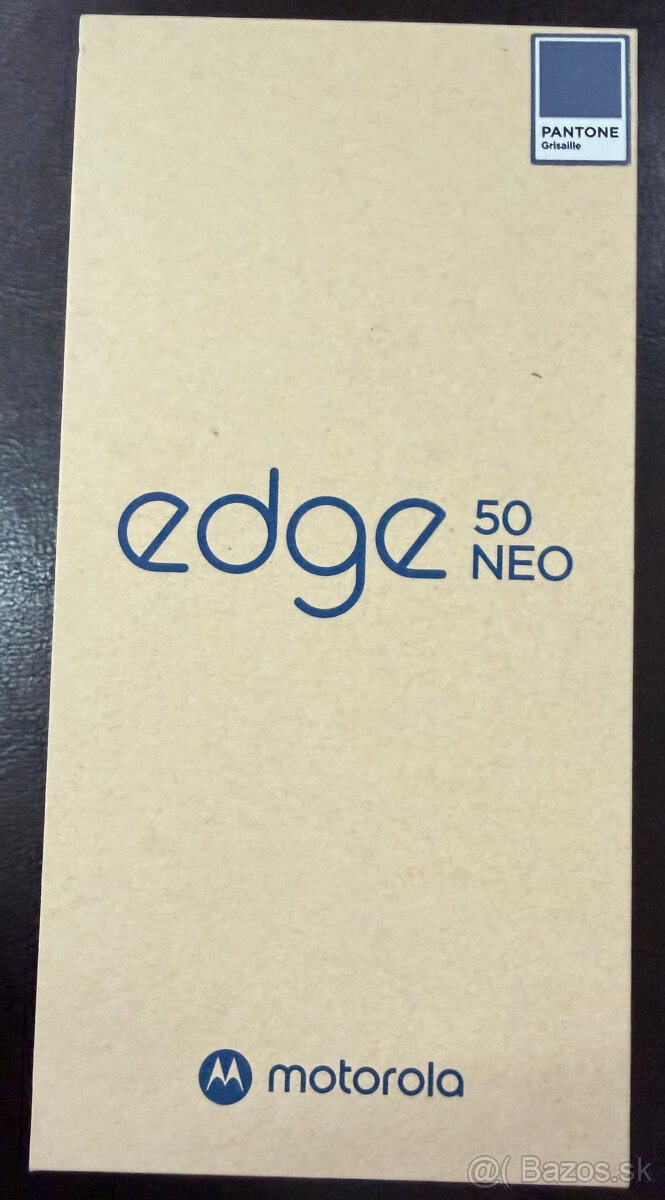 PANTONE
Grisaille
edge 50
NEO
motorola
@( Bazos.sk